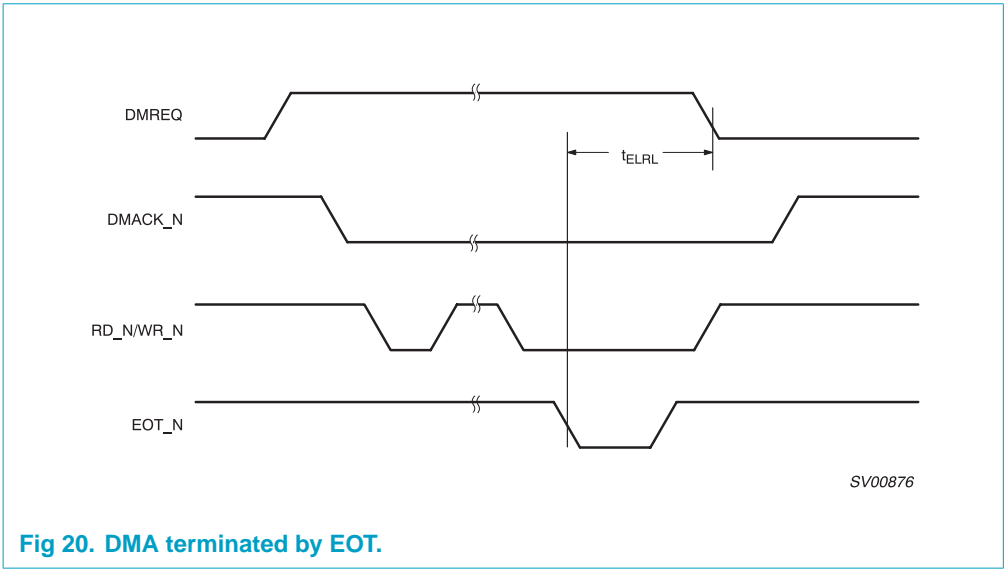 DMREQ
tELRL
DMACK_N
RD_N/WR_N
EOT_N
SV00876
Fig 20. DMA terminated by EOT.